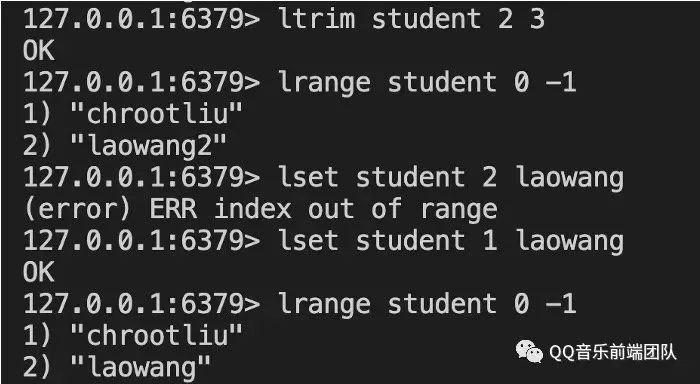 127.0.0.1:6379> ltrim student 2 3
OK
127.0.0.1:6379> lrange student 0 -1
1) "chrootliu"
2) "laowang2"
127.0.0.1:6379> lset student 2 laowang
(error) ERR index out of range
127.0.0.1:6379> lset student 1 laowang
OK
127.0.0.1:6379> lrange student 0 -1
1) "chrootliu"
2) "laowang"
QQ音乐前端团队